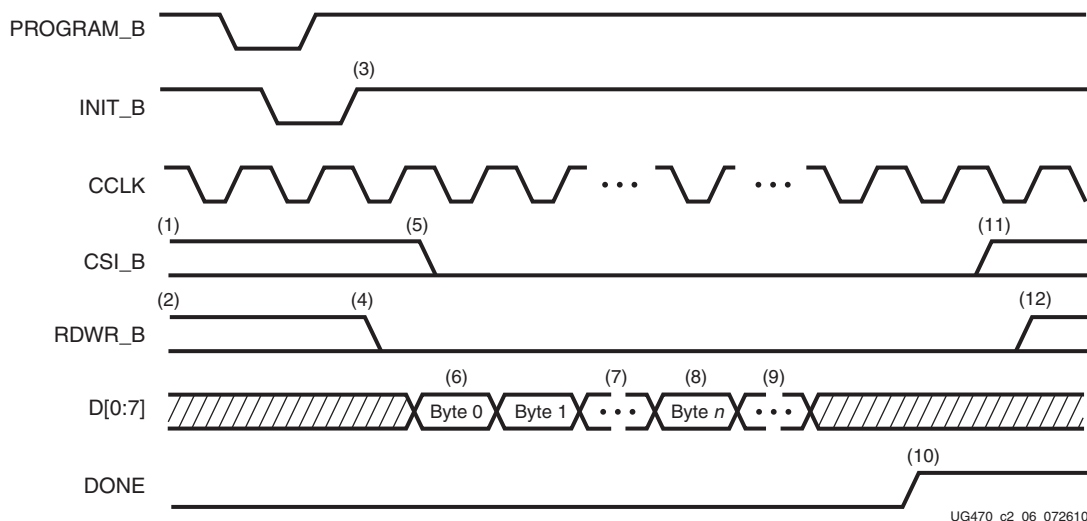 PROGRAM_B
(3)
INIT_B
CCLK
(1) (5) (11)
CSI_B
(2) (4) (12)
RDWR_B
(6) (7) (8) (9)
D[0:7] Byte 0 Byte 1 • • • Byte n • • •
(10)
DONE
UG470_c2_06_072610